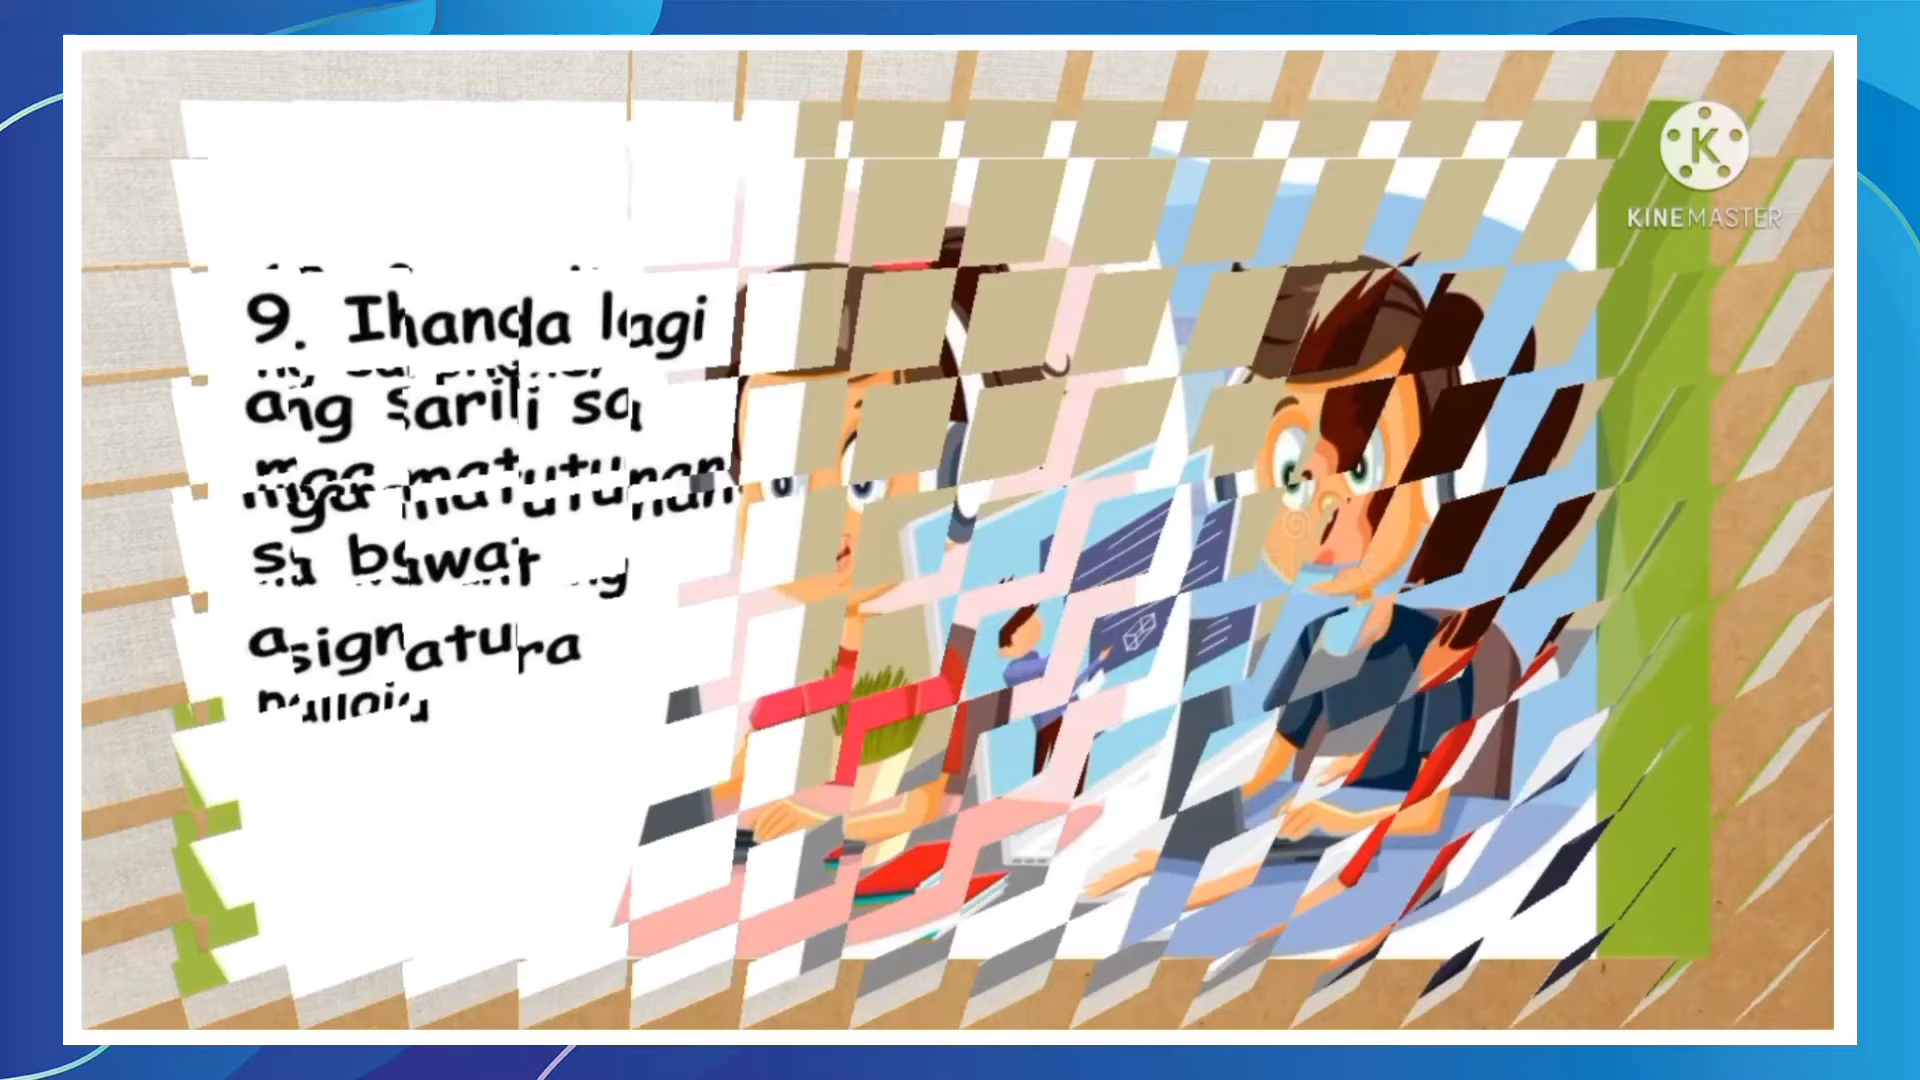 9. Ihanda lagi
ang sarili sa
mga matutunan
sa bawat
asignatura
KINEMASTER